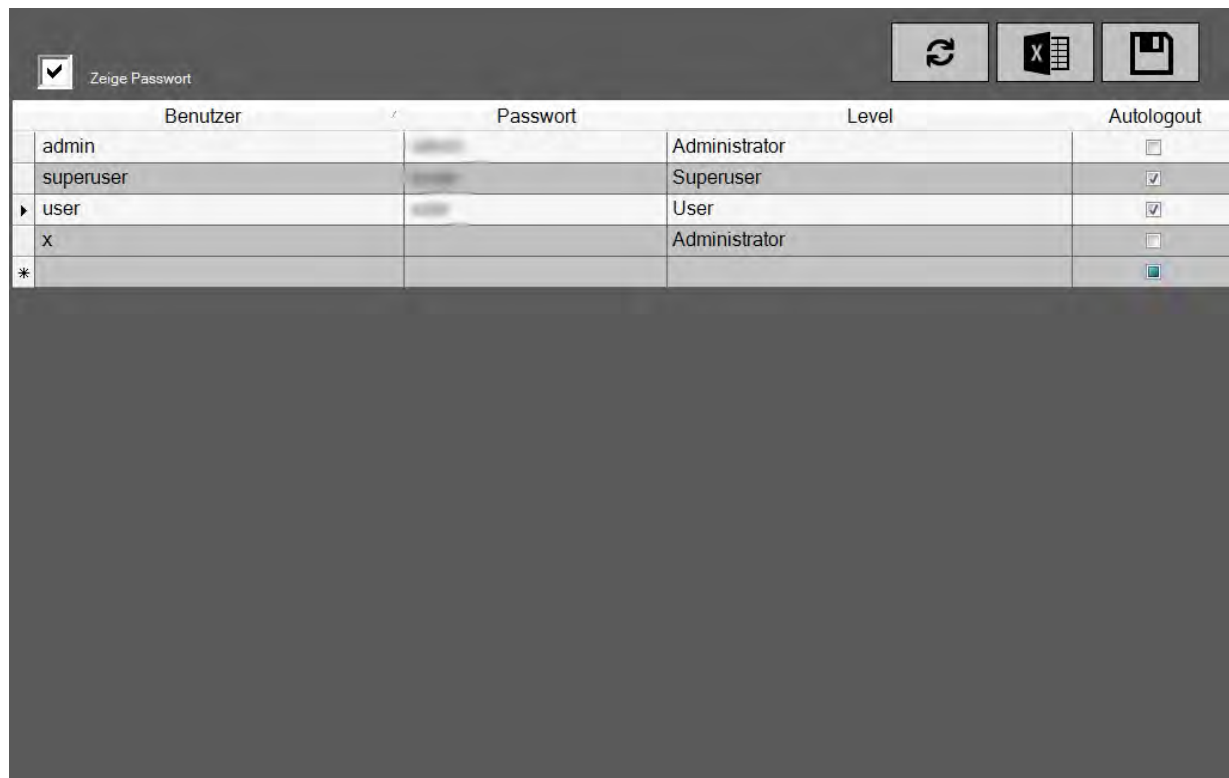 Zeige Passwort
Benutzer Passwort Level Autologout
admin Administrator
superuser Superuser
user User
x Administrator